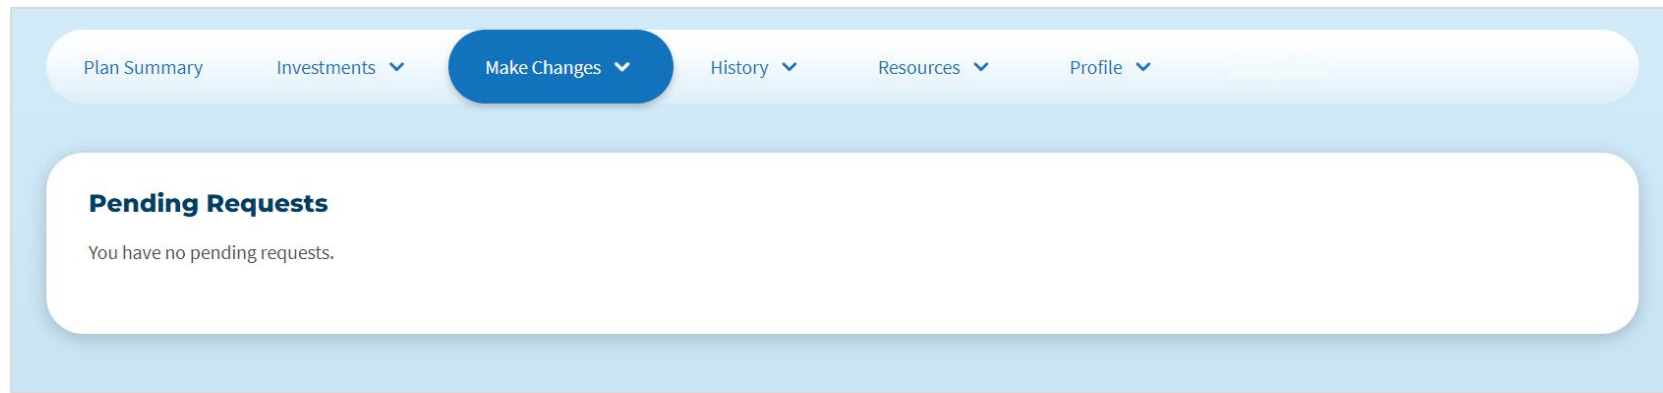 Plan Summary Investments Make Changes History Resources Profile
Pending Requests
You have no pending requests.